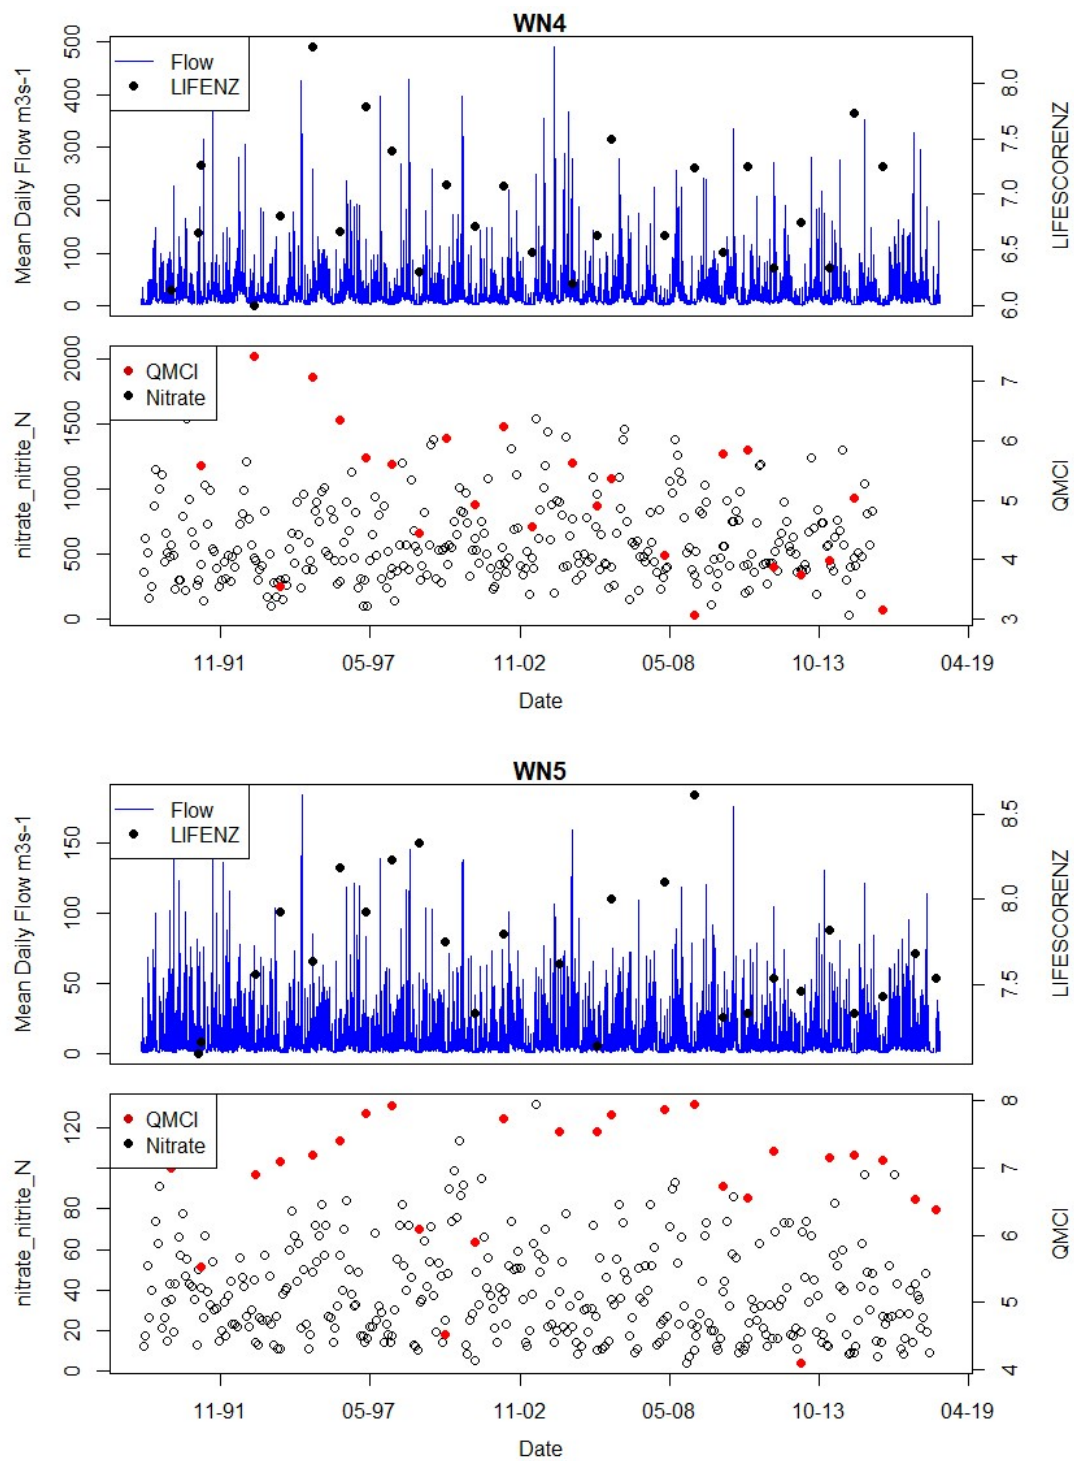 WN4
Flow
LIFENZ
Mean Daily Flow m3s-1
0 100 200 300 400 500
LIFESCORENZ
6.0 6.5 7.0 7.5 8.0
QMCI
Nitrate
nitrate_nitrite_N
0 500 1000 1500 2000
QMCI
3 4 5 6 7
11-91 05-97 11-02 05-08 10-13 04-19
Date
WN5
Flow
LIFENZ
Mean Daily Flow m3s-1
0 50 100 150
LIFESCORENZ
7.5 8.0 8.5
QMCI
Nitrate
nitrate_nitrite_N
0 20 40 60 80 120
QMCI
4 5 6 7 8
11-91 05-97 11-02 05-08 10-13 04-19
Date